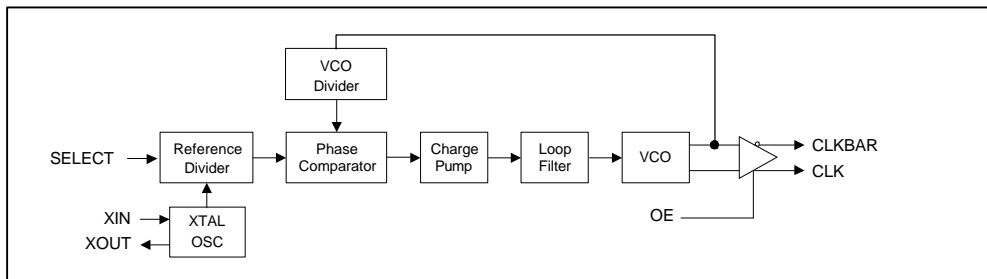 VCO
Divider
SELECT
Reference
Divider
Phase
Comparator
Charge
Pump
Loop
Filter
VCO
CLKBAR
CLK
OE
XIN
XOUT
XTAL
OSC